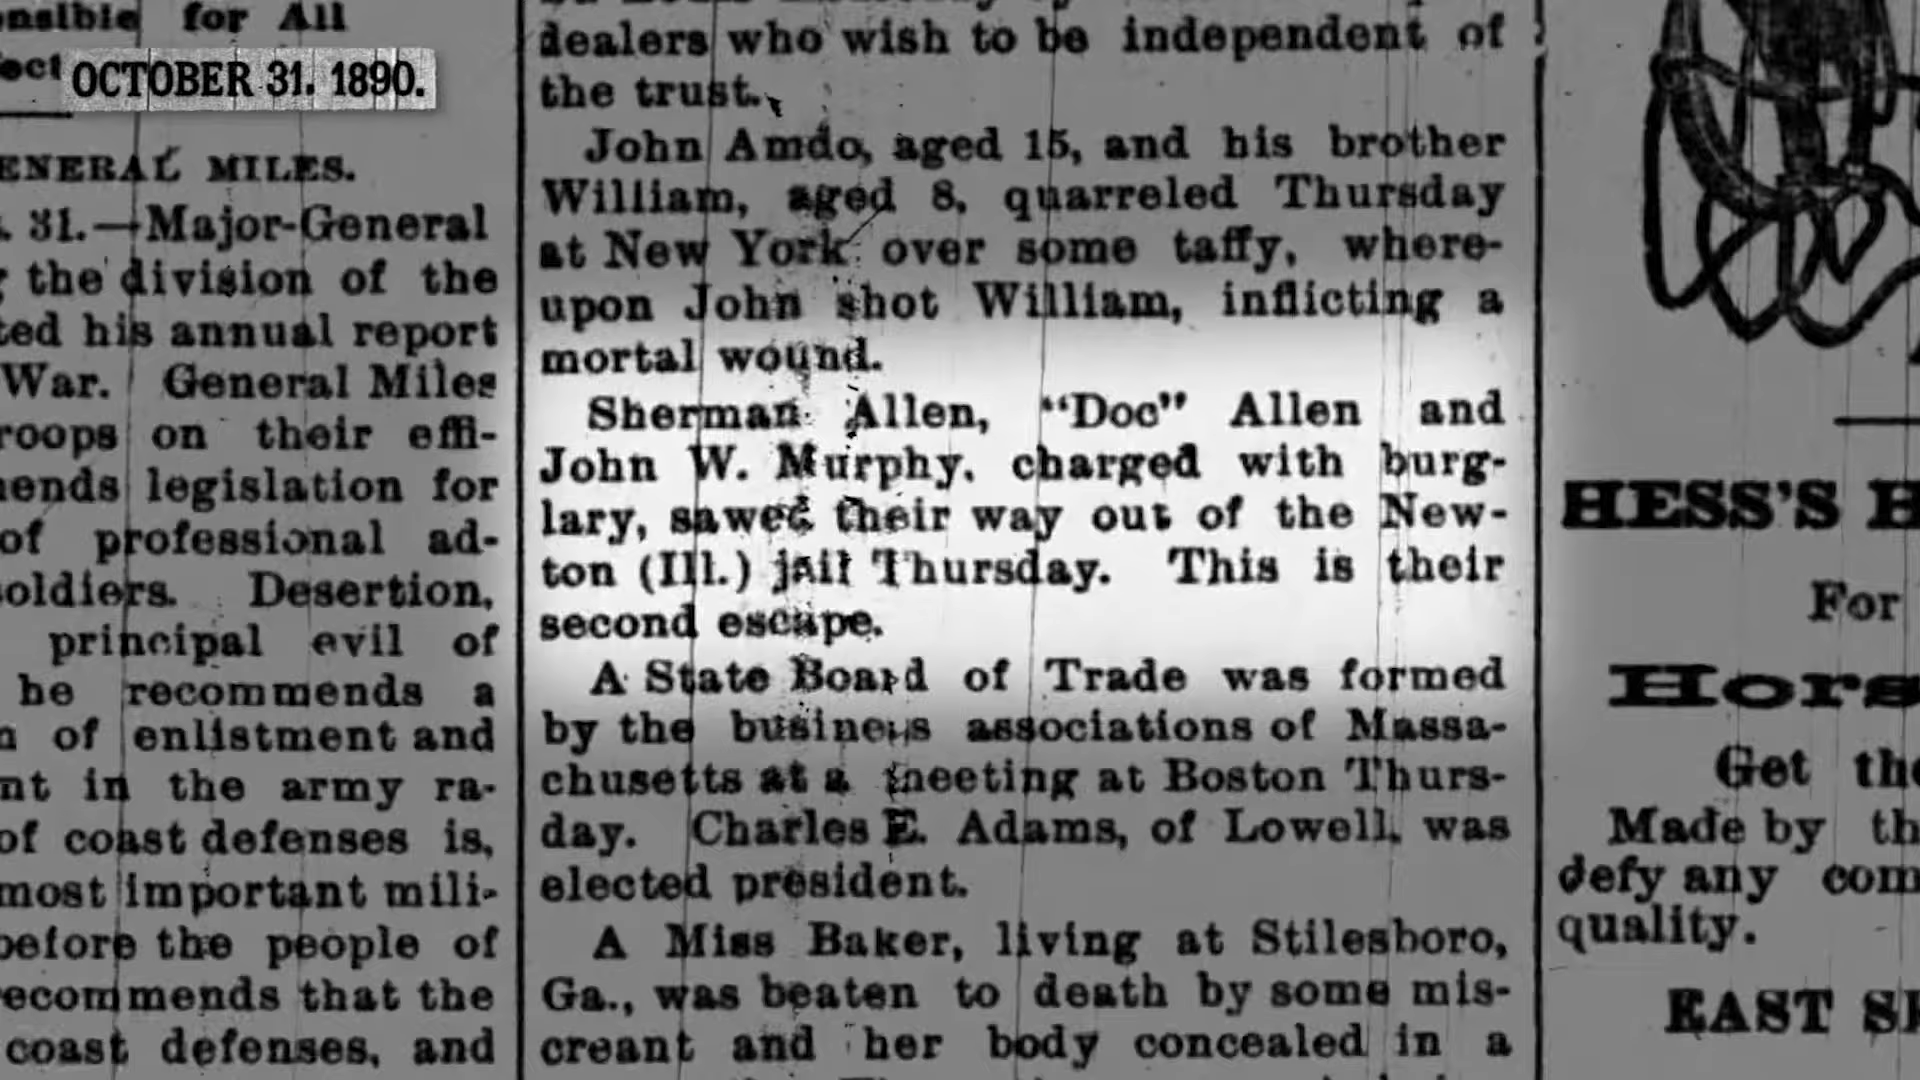 nsible for All
ect
OCTOBER 31. 1890.
ENERAL MILES.
. 31.—Major-General
the division of the
ted his annual report
War. General Miles
roops on their effi-
ends legislation for
of professional ad-
oldiers. Desertion,
principal evil of
he recommends a
of enlistment and
nt in the army ra-
of coast defenses is,
most important mili-
before the people of
recommends that the
coast defenses, and
dealers who wish to be independent of
the trust.
John Amdo, aged 15, and his brother
William, aged 8, quarreled Thursday
at New York over some taffy, where-
upon John shot William, inflicting a
mortal wound.
Sherman Allen, “Doc” Allen and
John W. Murphy, charged with burg-
lary, sawed their way out of the New-
ton (Ill.) jail Thursday. This is their
second escape.
A State Board of Trade was formed
by the business associations of Massa-
chusetts at a meeting at Boston Thurs-
day. Charles E. Adams, of Lowell, was
elected president.
A Miss Baker, living at Stilesboro,
Ga., was beaten to death by some mis-
creant and her body concealed in a
HESS'S H
For
Hors
Get the
Made by th
defy any com
quality.
EAST S